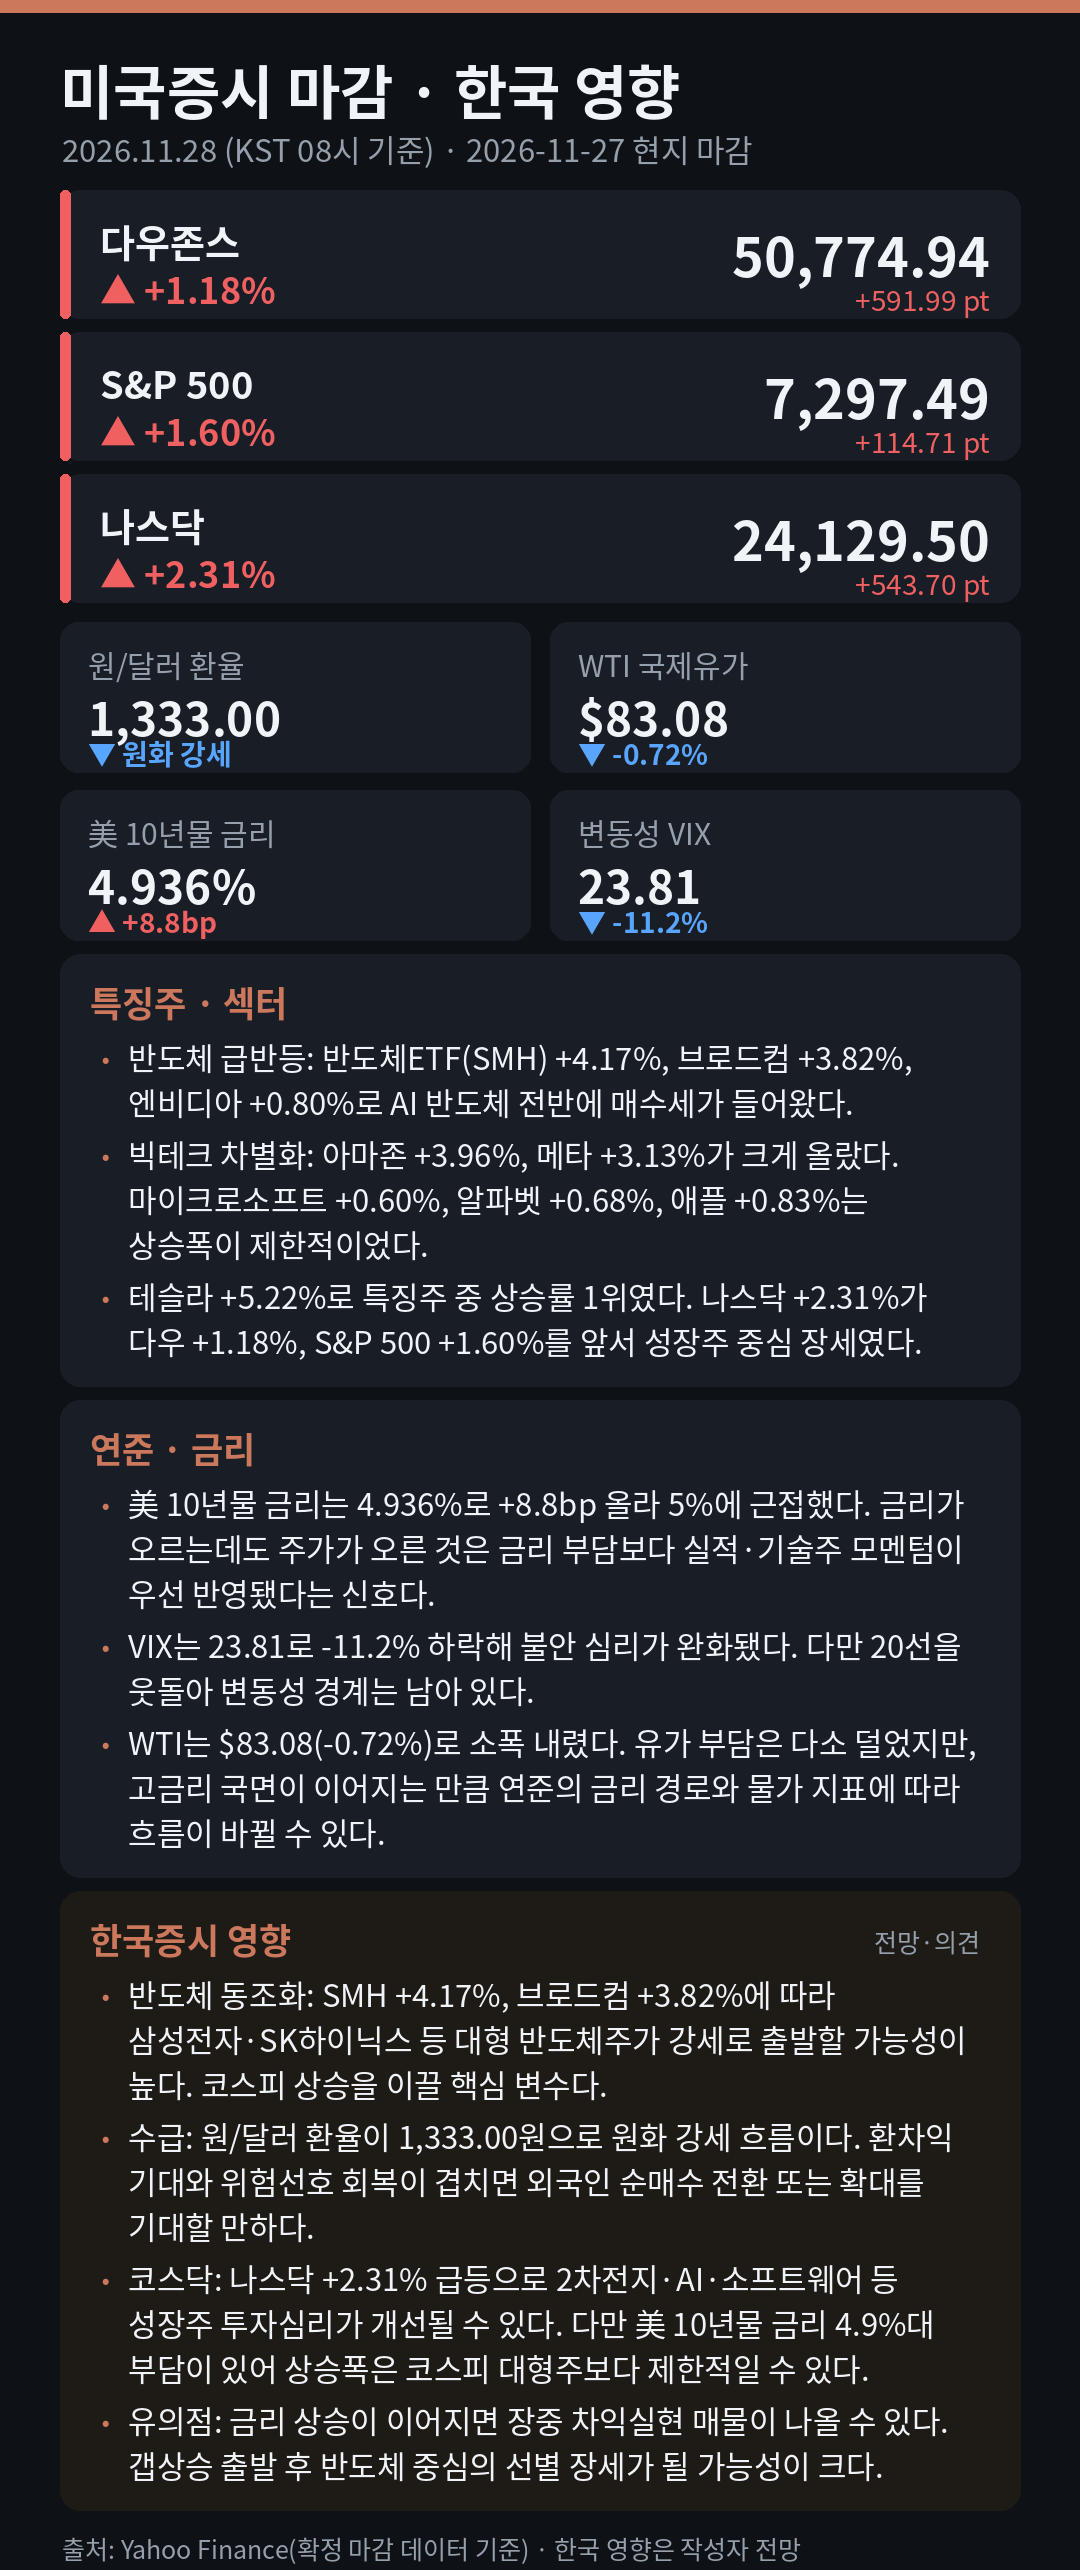 미국증시 마감 · 한국 영향
2026.11.28 (KST 08시 기준) · 2026-11-27 현지 마감
다우존스
50,774.94
▲ +1.18%
+591.99 pt
S&P 500
7,297.49
▲ +1.60%
+114.71 pt
나스닥
24,129.50
▲ +2.31%
+543.70 pt
원/달러 환율
1,333.00
▼ 원화 강세
WTI 국제유가
$83.08
▼ -0.72%
美 10년물 금리
4.936%
▲ +8.8bp
변동성 VIX
23.81
▼ -11.2%
특징주 · 섹터
• 반도체 급반등: 반도체ETF(SMH) +4.17%, 브로드컴 +3.82%,
엔비디아 +0.80%로 AI 반도체 전반에 매수세가 들어왔다.
• 빅테크 차별화: 아마존 +3.96%, 메타 +3.13%가 크게 올랐다.
마이크로소프트 +0.60%, 알파벳 +0.68%, 애플 +0.83%는
상승폭이 제한적이었다.
• 테슬라 +5.22%로 특징주 중 상승률 1위였다. 나스닥 +2.31%가
다우 +1.18%, S&P 500 +1.60%를 앞서 성장주 중심 장세였다.
연준 · 금리
• 美 10년물 금리는 4.936%로 +8.8bp 올라 5%에 근접했다. 금리가
오르는데도 주가가 오른 것은 금리 부담보다 실적·기술주 모멘텀이
우선 반영됐다는 신호다.
• VIX는 23.81로 -11.2% 하락해 불안 심리가 완화됐다. 다만 20선을
웃돌아 변동성 경계는 남아 있다.
• WTI는 $83.08(-0.72%)로 소폭 내렸다. 유가 부담은 다소 덜었지만,
고금리 국면이 이어지는 만큼 연준의 금리 경로와 물가 지표에 따라
흐름이 바뀔 수 있다.
한국증시 영향
전망·의견
• 반도체 동조화: SMH +4.17%, 브로드컴 +3.82%에 따라
삼성전자·SK하이닉스 등 대형 반도체주가 강세로 출발할 가능성이
높다. 코스피 상승을 이끌 핵심 변수다.
• 수급: 원/달러 환율이 1,333.00원으로 원화 강세 흐름이다. 환차익
기대와 위험선호 회복이 겹치면 외국인 순매수 전환 또는 확대를
기대할 만하다.
• 코스닥: 나스닥 +2.31% 급등으로 2차전지·AI·소프트웨어 등
성장주 투자심리가 개선될 수 있다. 다만 美 10년물 금리 4.9%대
부담이 있어 상승폭은 코스피 대형주보다 제한적일 수 있다.
• 유의점: 금리 상승이 이어지면 장중 차익실현 매물이 나올 수 있다.
갭상승 출발 후 반도체 중심의 선별 장세가 될 가능성이 크다.
출처: Yahoo Finance(확정 마감 데이터 기준) · 한국 영향은 작성자 전망